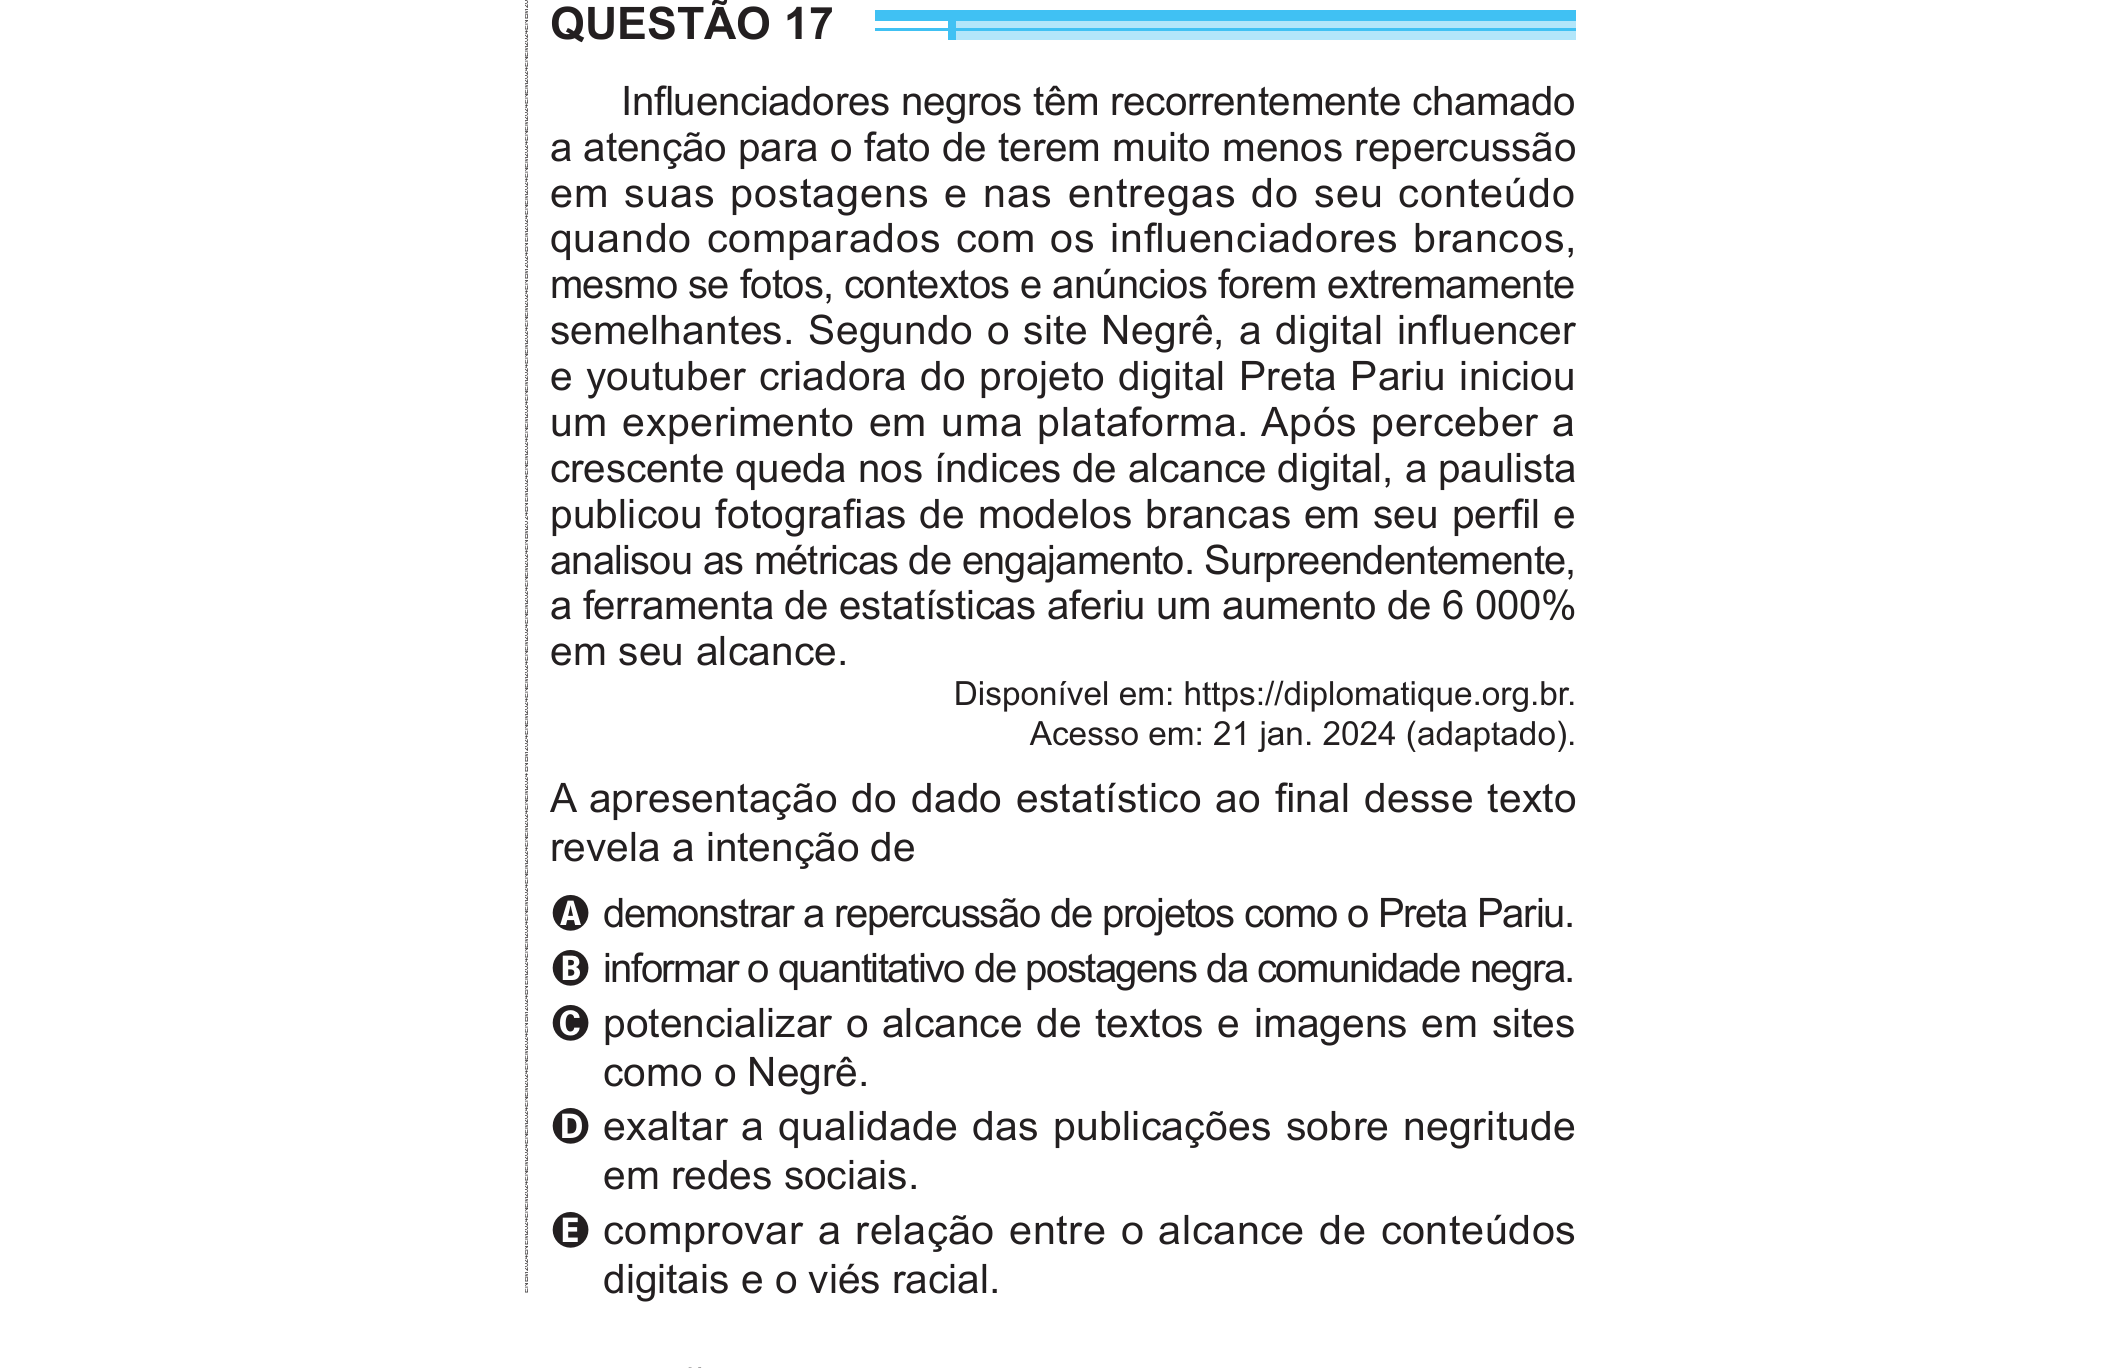 QUESTÃO 17
Influenciadores negros têm recorrentemente chamado
a atenção para o fato de terem muito menos repercussão
em suas postagens e nas entregas do seu conteúdo
quando comparados com os influenciadores brancos,
mesmo se fotos, contextos e anúncios forem extremamente
semelhantes. Segundo o site Negrê, a digital influencer
e youtuber criadora do projeto digital Preta Pariu iniciou
um experimento em uma plataforma. Após perceber a
crescente queda nos índices de alcance digital, a paulista
publicou fotografias de modelos brancas em seu perfil e
analisou as métricas de engajamento. Surpreendentemente,
a ferramenta de estatísticas aferiu um aumento de 6 000%
em seu alcance.
Disponível em: https://diplomatique.org.br.
Acesso em: 21 jan. 2024 (adaptado).
A apresentação do dado estatístico ao final desse texto
revela a intenção de
A demonstrar a repercussão de projetos como o Preta Pariu.
B informar o quantitativo de postagens da comunidade negra.
C potencializar o alcance de textos e imagens em sites
como o Negrê.
D exaltar a qualidade das publicações sobre negritude
em redes sociais.
E comprovar a relação entre o alcance de conteúdos
digitais e o viés racial.